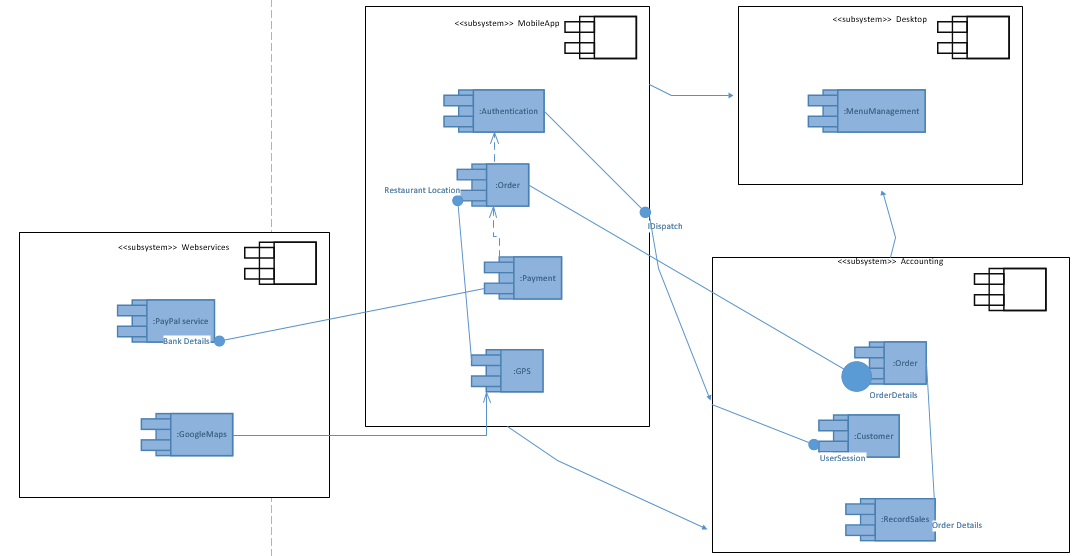 <<subsystem>> MobileApp
:Authentication
:Order
Restaurant Location
:Payment
:GPS
IDispatch
<<subsystem>> Desktop
:MenuManagement
<<subsystem>> Webservices
:PayPal service
Bank Details
:GoogleMaps
<<subsystem>> Accounting
:Order
OrderDetails
:Customer
UserSession
:RecordSales
Order Details